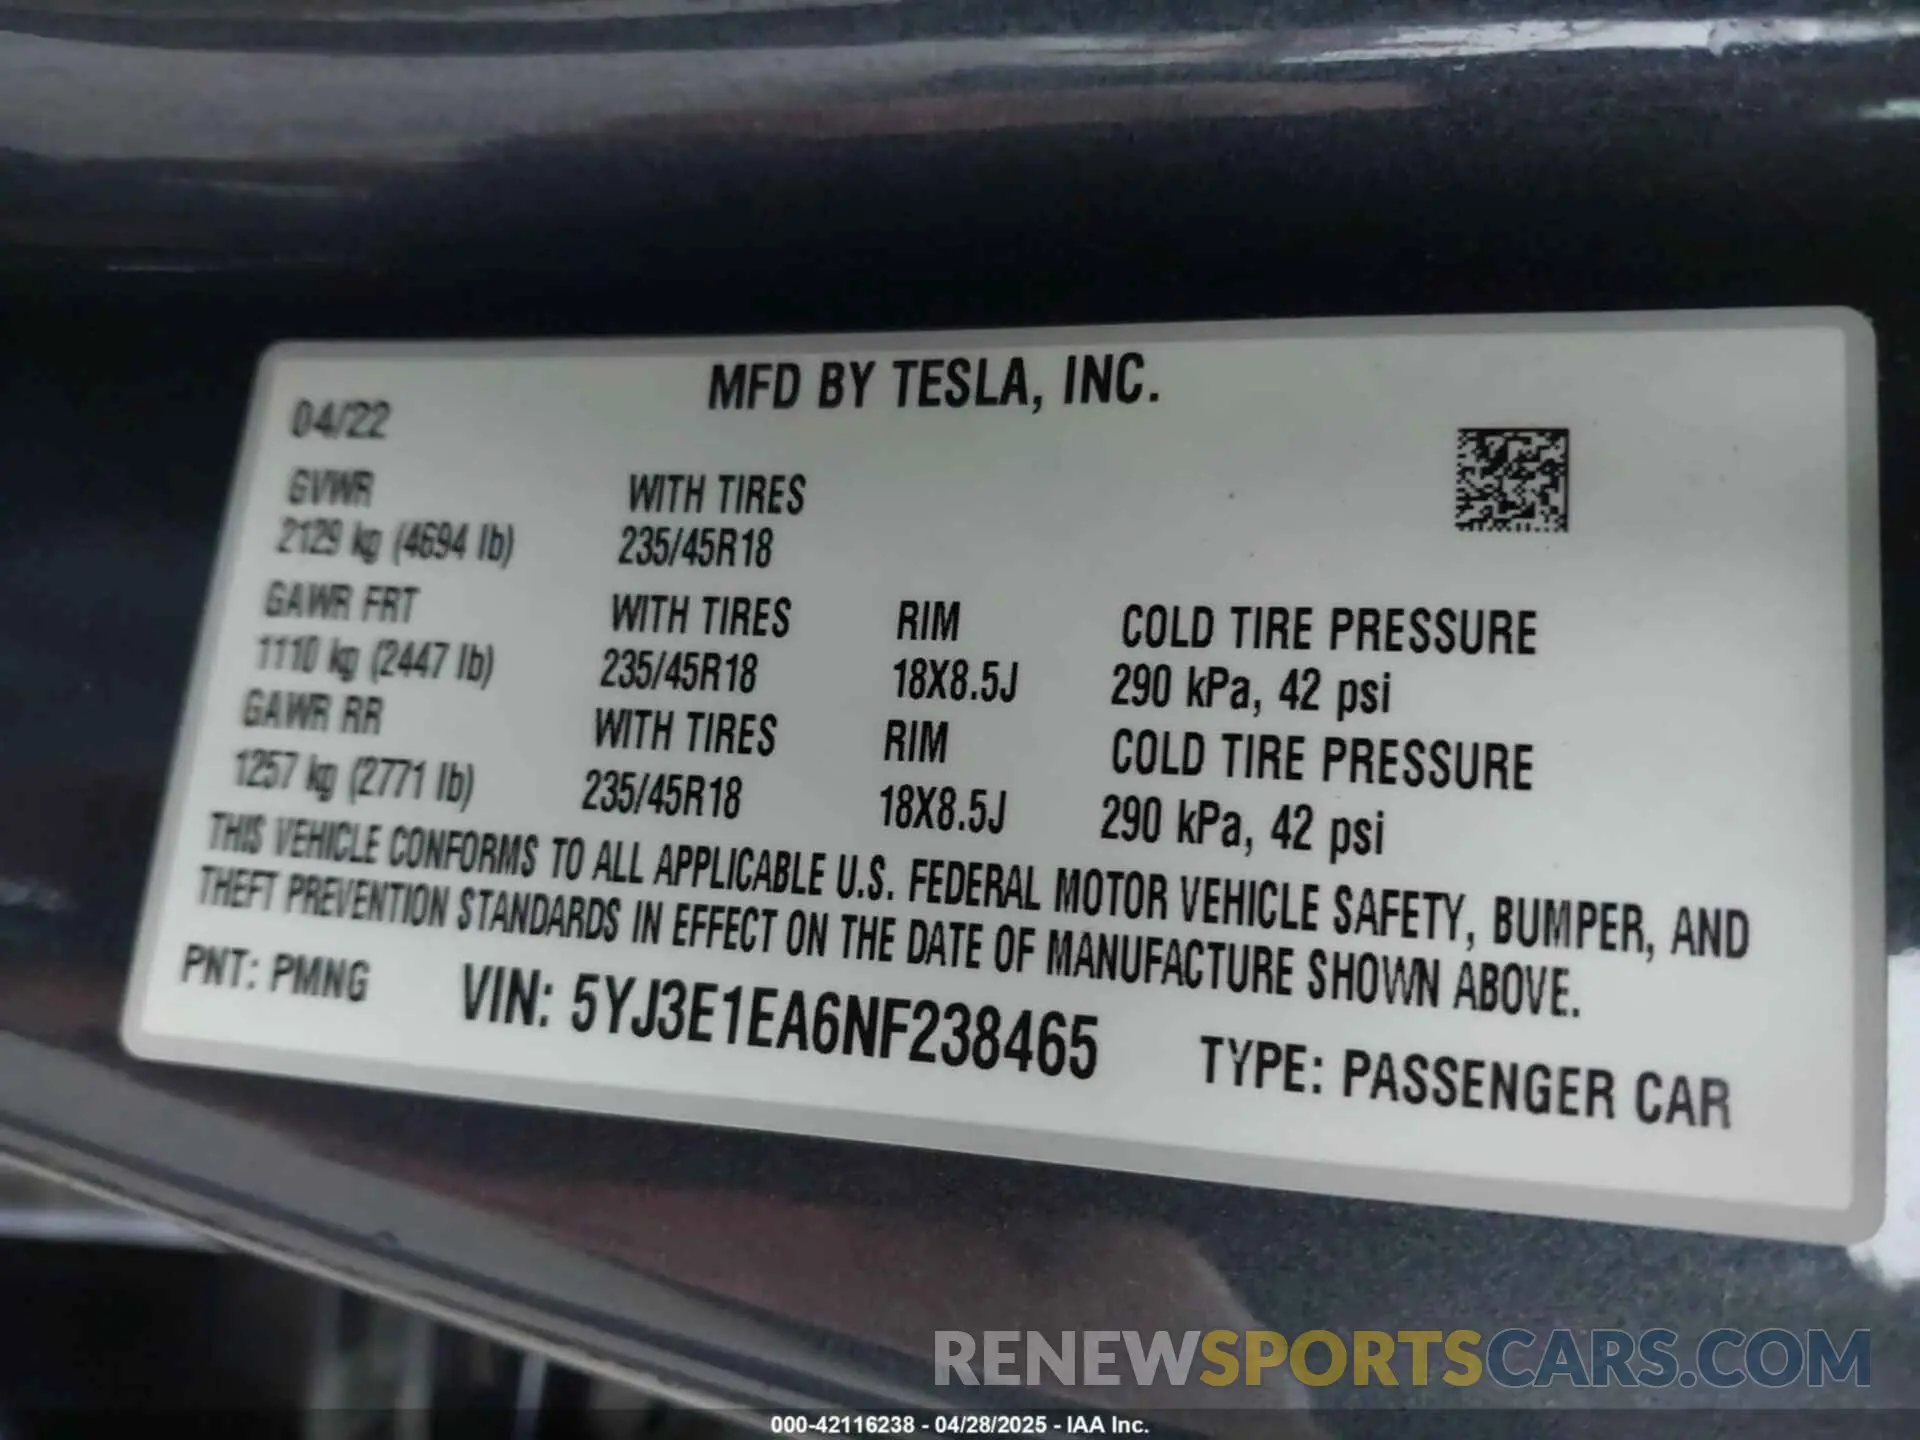 MFD BY TESLA, INC.
04/22
GVWR WITH TIRES
2129 kg (4694 lb) 235/45R18
GAWR FRT WITH TIRES RIM COLD TIRE PRESSURE
1110 kg (2447 lb) 235/45R18 18X8.5J 290 kPa, 42 psi
GAWR RR WITH TIRES RIM COLD TIRE PRESSURE
1257 kg (2771 lb) 235/45R18 18X8.5J 290 kPa, 42 psi
THIS VEHICLE CONFORMS TO ALL APPLICABLE U.S. FEDERAL MOTOR VEHICLE SAFETY, BUMPER, AND
THEFT PREVENTION STANDARDS IN EFFECT ON THE DATE OF MANUFACTURE SHOWN ABOVE.
PNT: PMNG VIN: 5YJ3E1EA6NF238465 TYPE: PASSENGER CAR
RENEWSPORTSCARS.COM
000-42116238 - 04/28/2025 - IAA Inc.